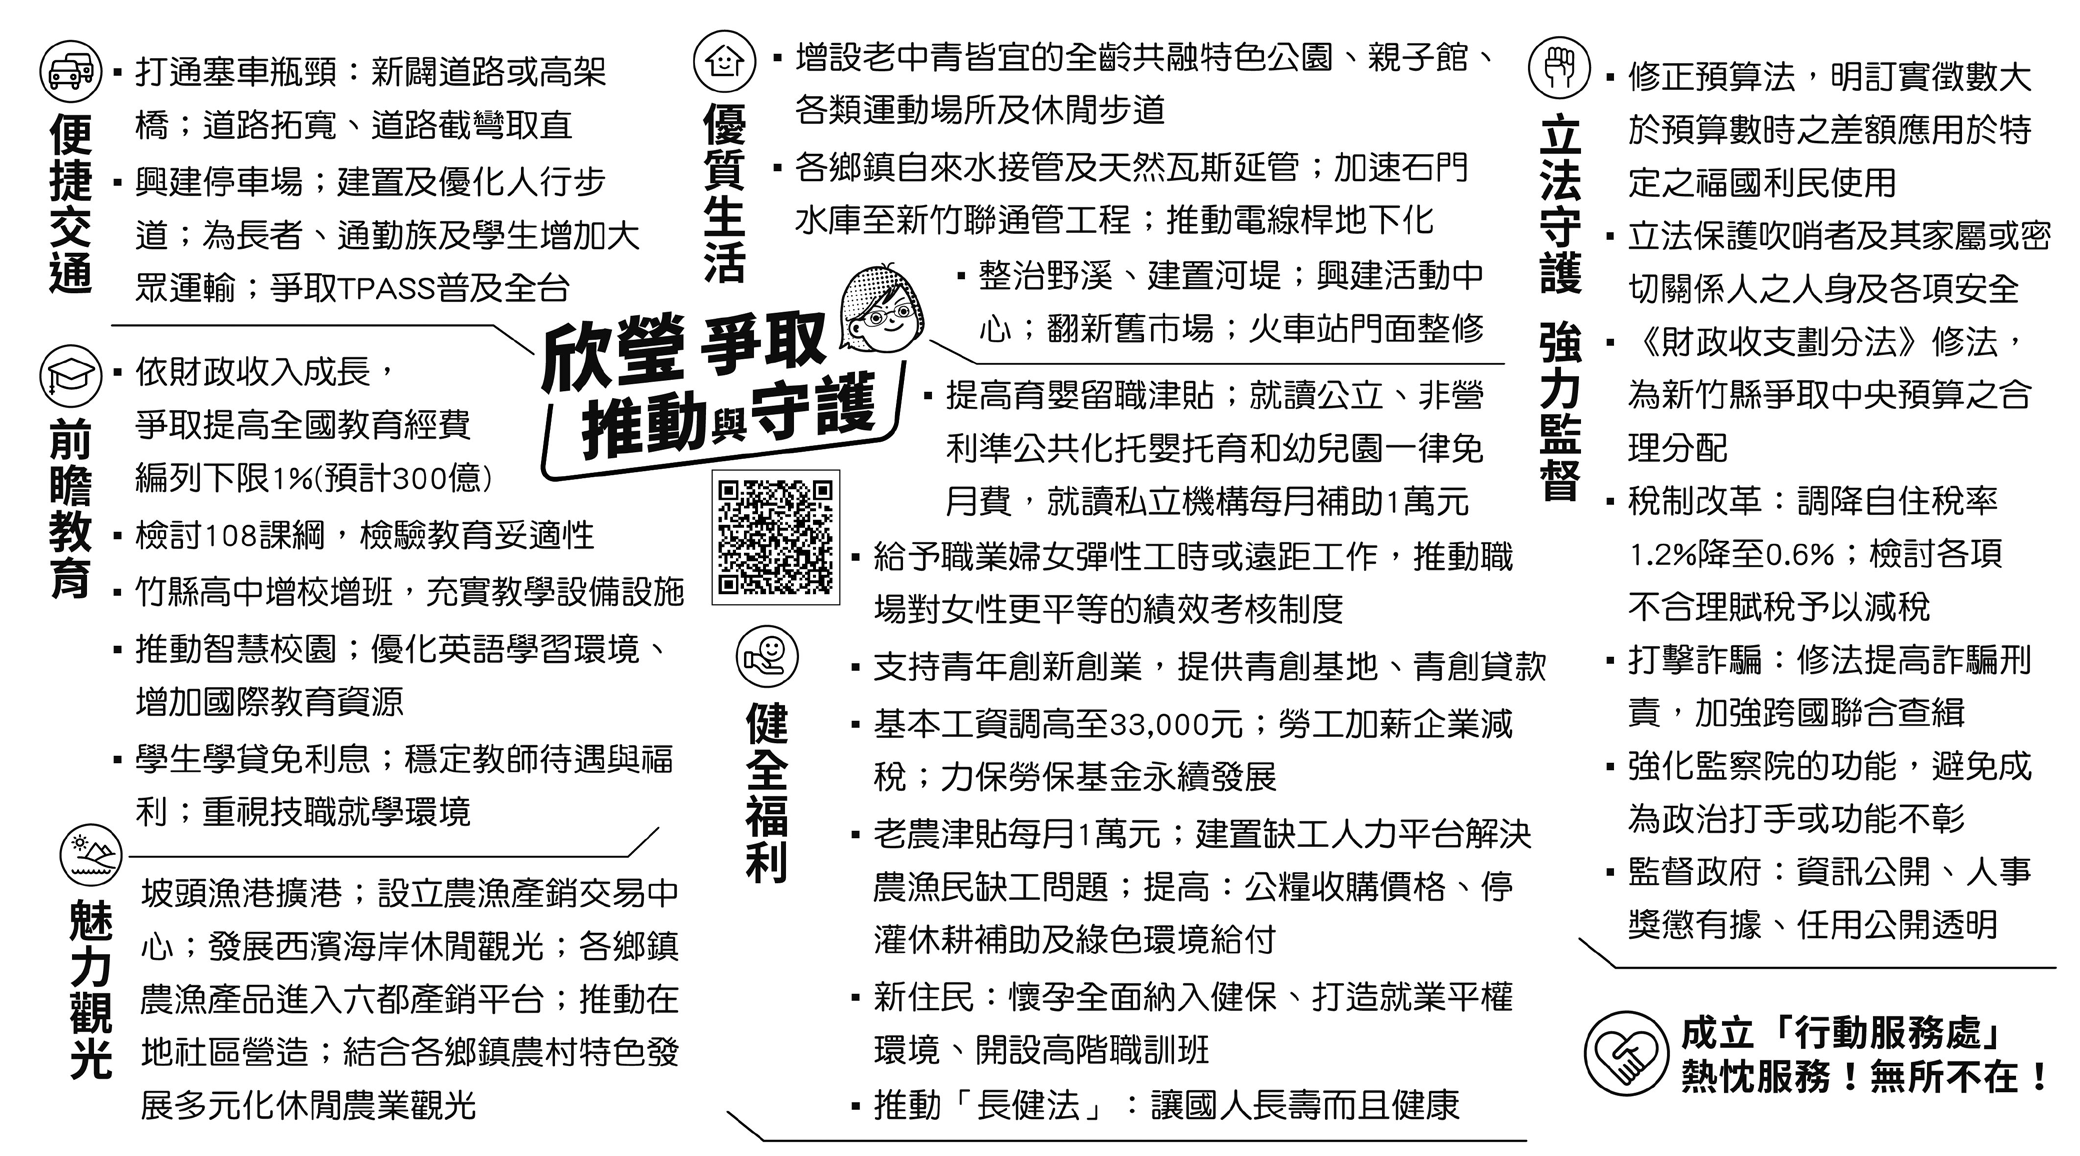 便捷交通
▪ 打通塞車瓶頸：新闢道路或高架
橋；道路拓寬、道路截彎取直
▪ 興建停車場；建置及優化人行步
道；為長者、通勤族及學生增加大
眾運輸；爭取TPASS普及全台
前瞻教育
▪ 依財政收入成長，
爭取提高全國教育經費
編列下限1%(預計300億)
▪ 檢討108課綱，檢驗教育妥適性
▪ 竹縣高中增校增班，充實教學設備設施
▪ 推動智慧校園；優化英語學習環境、
增加國際教育資源
▪ 學生學貸免利息；穩定教師待遇與福
利；重視技職就學環境
魅力觀光
坡頭漁港擴港；設立農漁產銷交易中
心；發展西濱海岸休閒觀光；各鄉鎮
農漁產品進入六都產銷平台；推動在
地社區營造；結合各鄉鎮農村特色發
展多元化休閒農業觀光
欣瑩 爭取
推動與守護
優質生活
▪ 增設老中青皆宜的全齡共融特色公園、親子館、
各類運動場所及休閒步道
▪ 各鄉鎮自來水接管及天然瓦斯延管；加速石門
水庫至新竹聯通管工程；推動電線桿地下化
▪ 整治野溪、建置河堤；興建活動中
心；翻新舊市場；火車站門面整修
健全福利
▪ 提高育嬰留職津貼；就讀公立、非營
利準公共化托嬰托育和幼兒園一律免
月費，就讀私立機構每月補助1萬元
▪ 給予職業婦女彈性工時或遠距工作，推動職
場對女性更平等的績效考核制度
▪ 支持青年創新創業，提供青創基地、青創貸款
▪ 基本工資調高至33,000元；勞工加薪企業減
稅；力保勞保基金永續發展
▪ 老農津貼每月1萬元；建置缺工人力平台解決
農漁民缺工問題；提高：公糧收購價格、停
灌休耕補助及綠色環境給付
▪ 新住民：懷孕全面納入健保、打造就業平權
環境、開設高階職訓班
▪ 推動「長健法」：讓國人長壽而且健康
立法守護 強力監督
▪ 修正預算法，明訂實徵數大
於預算數時之差額應用於特
定之福國利民使用
▪ 立法保護吹哨者及其家屬或密
切關係人之人身及各項安全
▪ 《財政收支劃分法》修法，
為新竹縣爭取中央預算之合
理分配
▪ 稅制改革：調降自住稅率
1.2%降至0.6%；檢討各項
不合理賦稅予以減稅
▪ 打擊詐騙：修法提高詐騙刑
責，加強跨國聯合查緝
▪ 強化監察院的功能，避免成
為政治打手或功能不彰
▪ 監督政府：資訊公開、人事
獎懲有據、任用公開透明
成立「行動服務處」
熱忱服務！無所不在！